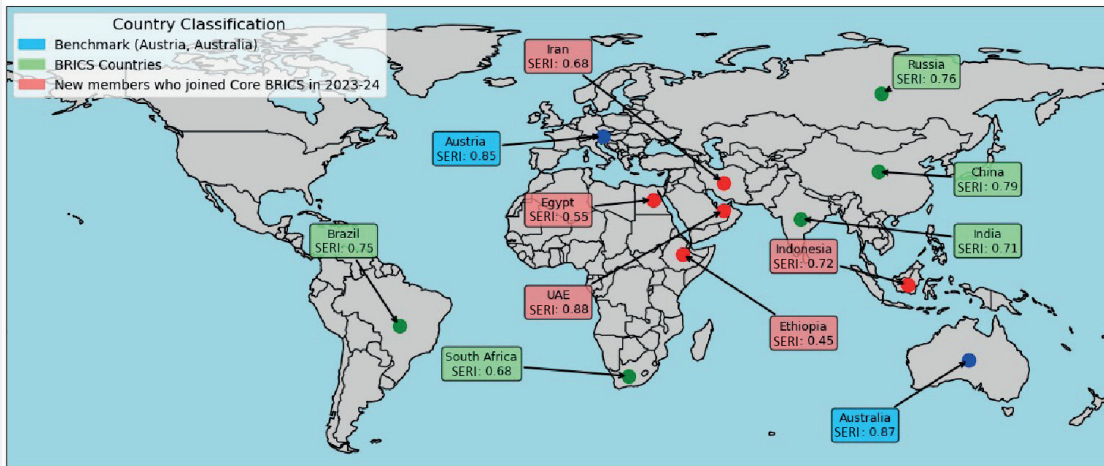 Country Classification
Benchmark (Austria, Australia)
BRICS Countries
New members who joined Core BRICS in 2023-24
Iran
SERI: 0.68
Russia
SERI: 0.76
Austria
SERI: 0.85
China
SERI: 0.79
Egypt
SERI: 0.55
Brazil
SERI: 0.75
India
SERI: 0.71
Indonesia
SERI: 0.72
UAE
SERI: 0.88
Ethiopia
SERI: 0.45
South Africa
SERI: 0.68
Australia
SERI: 0.87